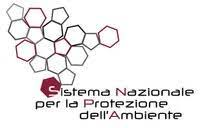 Sistema Nazionale
per la Protezione
dell'Ambiente